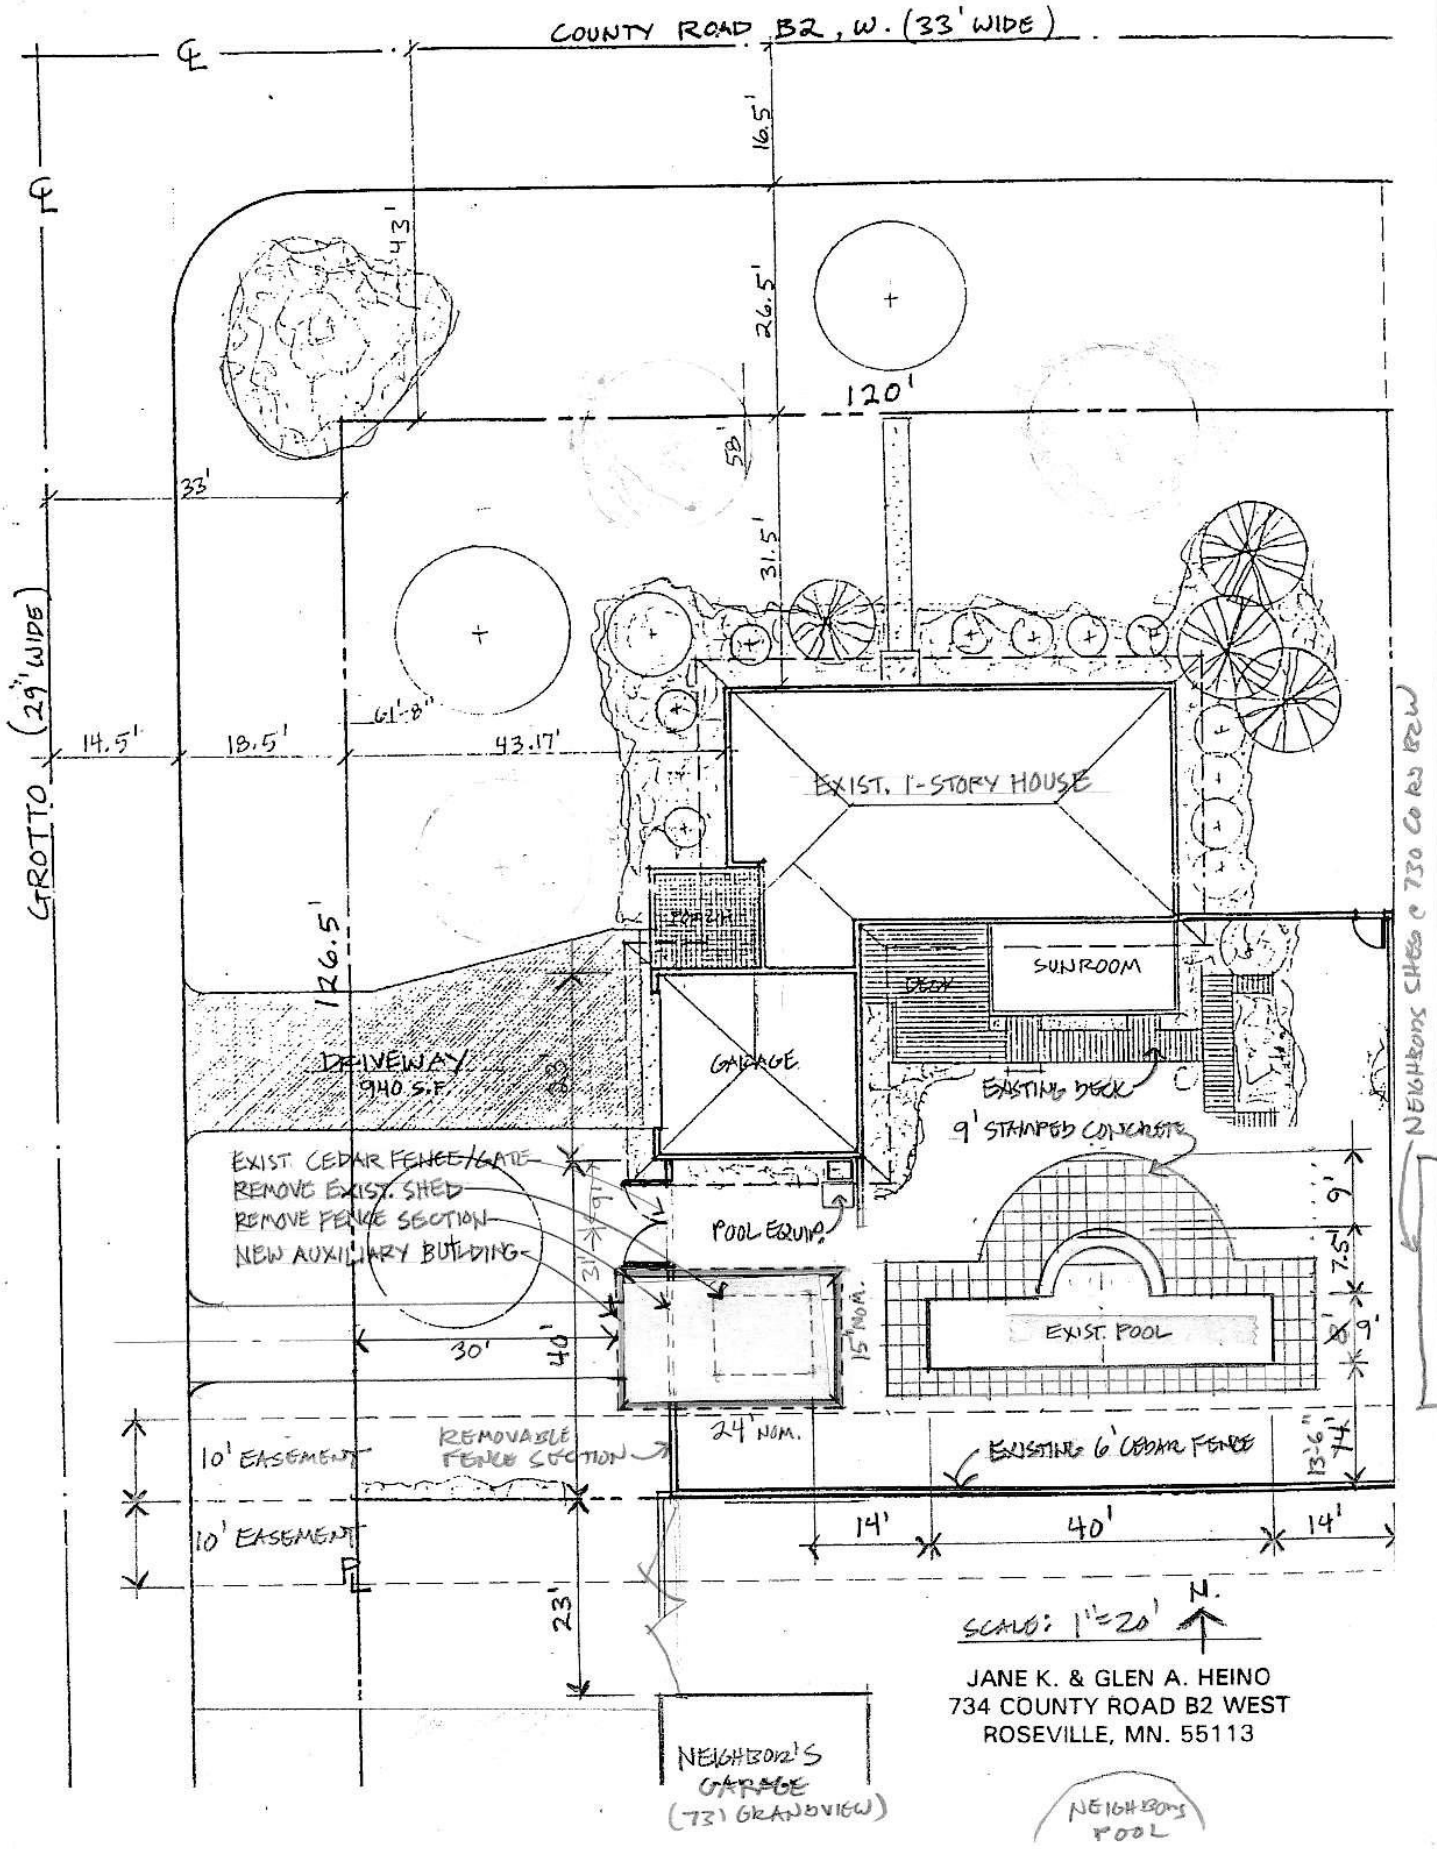 COUNTY ROAD B2, W. (33' WIDE)
℄
℄
16.5'
43'
26.5'
120'
58'
33'
31.5'
GROTTO (29' WIDE)
61'-8"
14.5'
18.5'
43.17'
EXIST. 1-STORY HOUSE
NEIGHBORS SHED @ 730 CO RD B2W
126.5'
PORCH
DECK
SUNROOM
DRIVEWAY
940 S.F.
22'
GARAGE
EXISTING DECK
9' STAMPED CONCRETE
EXIST. CEDAR FENCE/GATE
REMOVE EXIST. SHED
REMOVE FENCE SECTION
NEW AUXILIARY BUILDING
9'
31'
POOL EQUIP.
9'
7.5'
15' NOM.
EXIST. POOL
8' 9'
30'
40'
24' NOM.
REMOVABLE
FENCE SECTION
10' EASEMENT
EXISTING 6' CEDAR FENCE
13'-6"
14'
10' EASEMENT
14'
40'
14'
PL
23'
N.
SCALE: 1"=20'
JANE K. & GLEN A. HEINO
734 COUNTY ROAD B2 WEST
ROSEVILLE, MN. 55113
NEIGHBOR'S
GARAGE
(731 GRANDVIEW)
NEIGHBORS
POOL